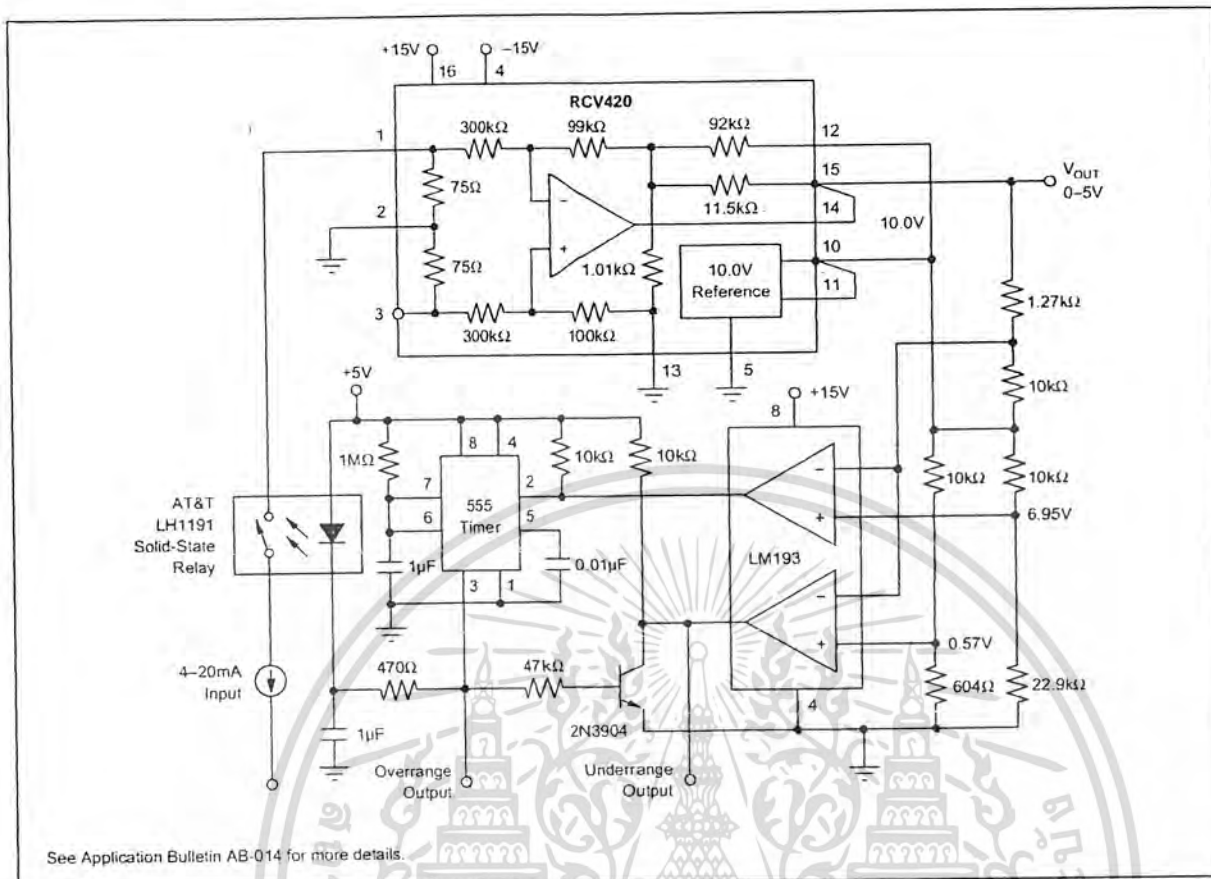 +15V
–15V
16
4
RCV420
1
300kΩ
99kΩ
92kΩ
12
15
VOUT
0–5V
75Ω
11.5kΩ
14
2
10.0V
10
75Ω
1.01kΩ
10.0V
Reference
11
1.27kΩ
3
300kΩ
100kΩ
13
5
+5V
+15V
10kΩ
8
8
4
1MΩ
10kΩ
10kΩ
10kΩ
10kΩ
7
2
–
AT&T
LH1191
Solid-State
Relay
555
Timer
6
5
+
6.95V
LM193
1µF
0.01µF
3
1
–
+
0.57V
470Ω
47kΩ
4–20mA
Input
604Ω
22.9kΩ
4
2N3904
1µF
Overrange
Output
Underrange
Output
See Application Bulletin AB-014 for more details.